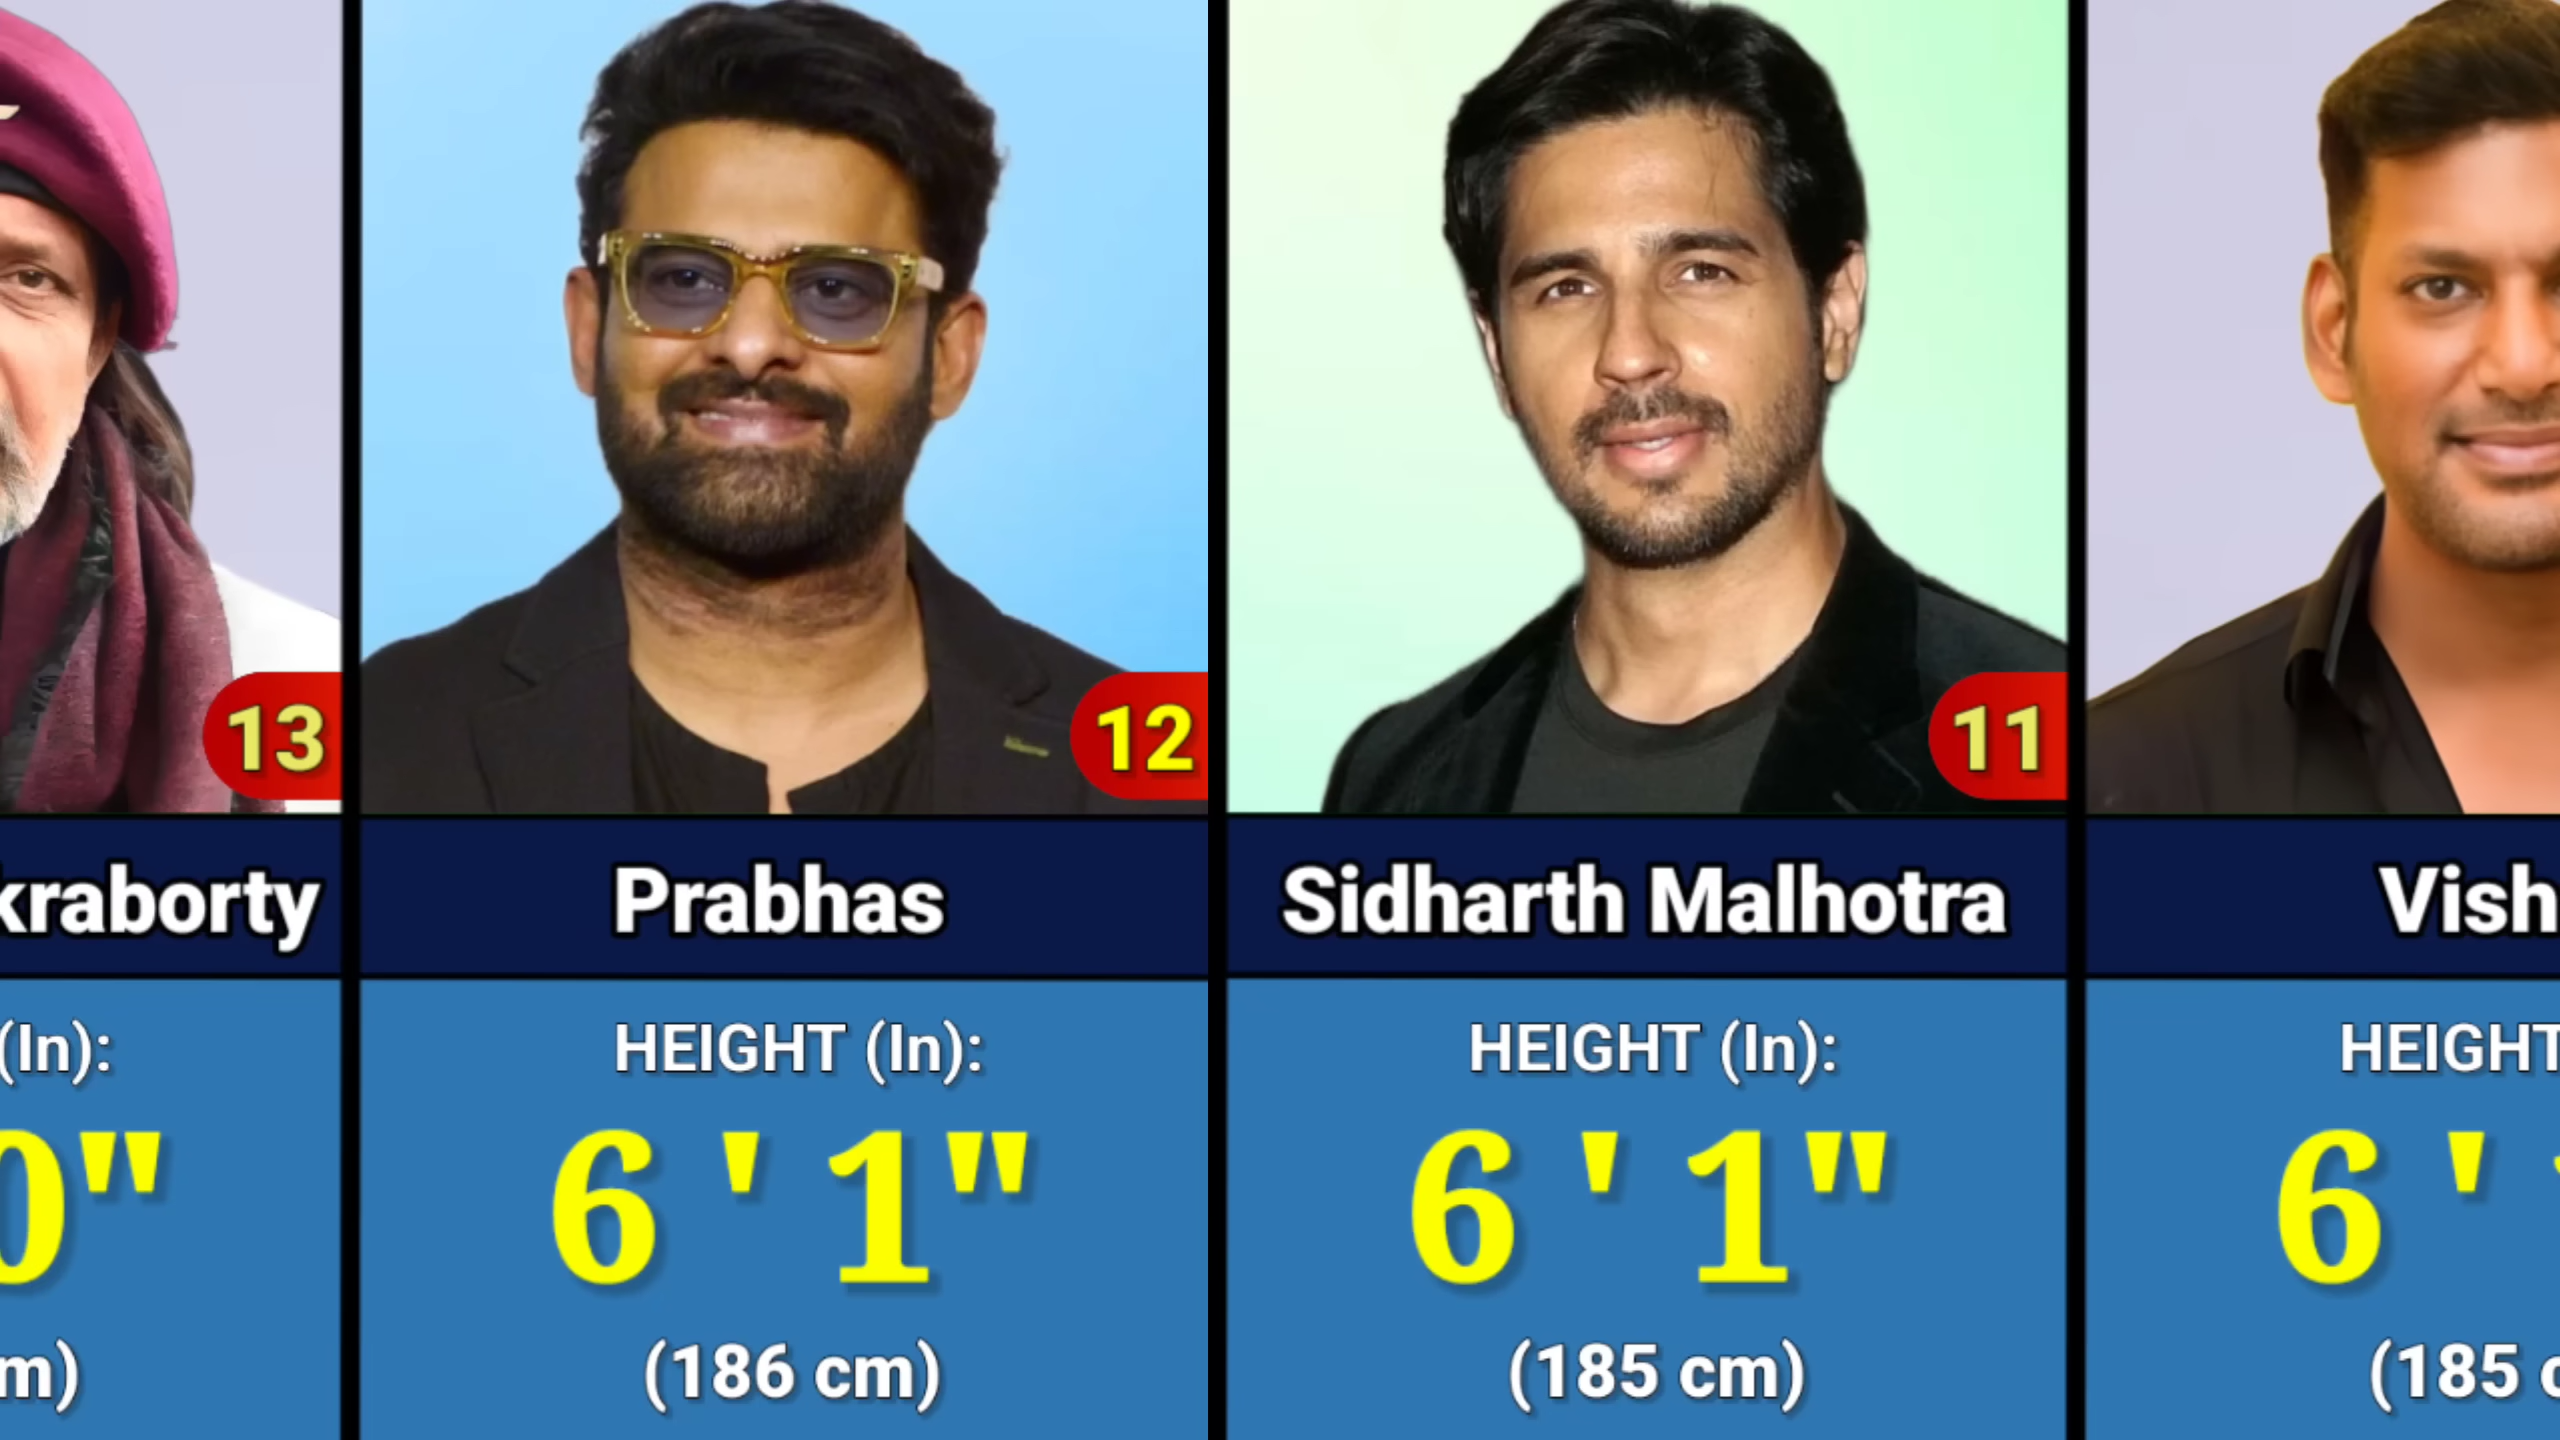 13
kraborty
(In):
0"
m)
12
Prabhas
HEIGHT (In):
6 ' 1"
(186 cm)
11
Sidharth Malhotra
HEIGHT (In):
6 ' 1"
(185 cm)
Vish
HEIGHT
6 '
(185 c